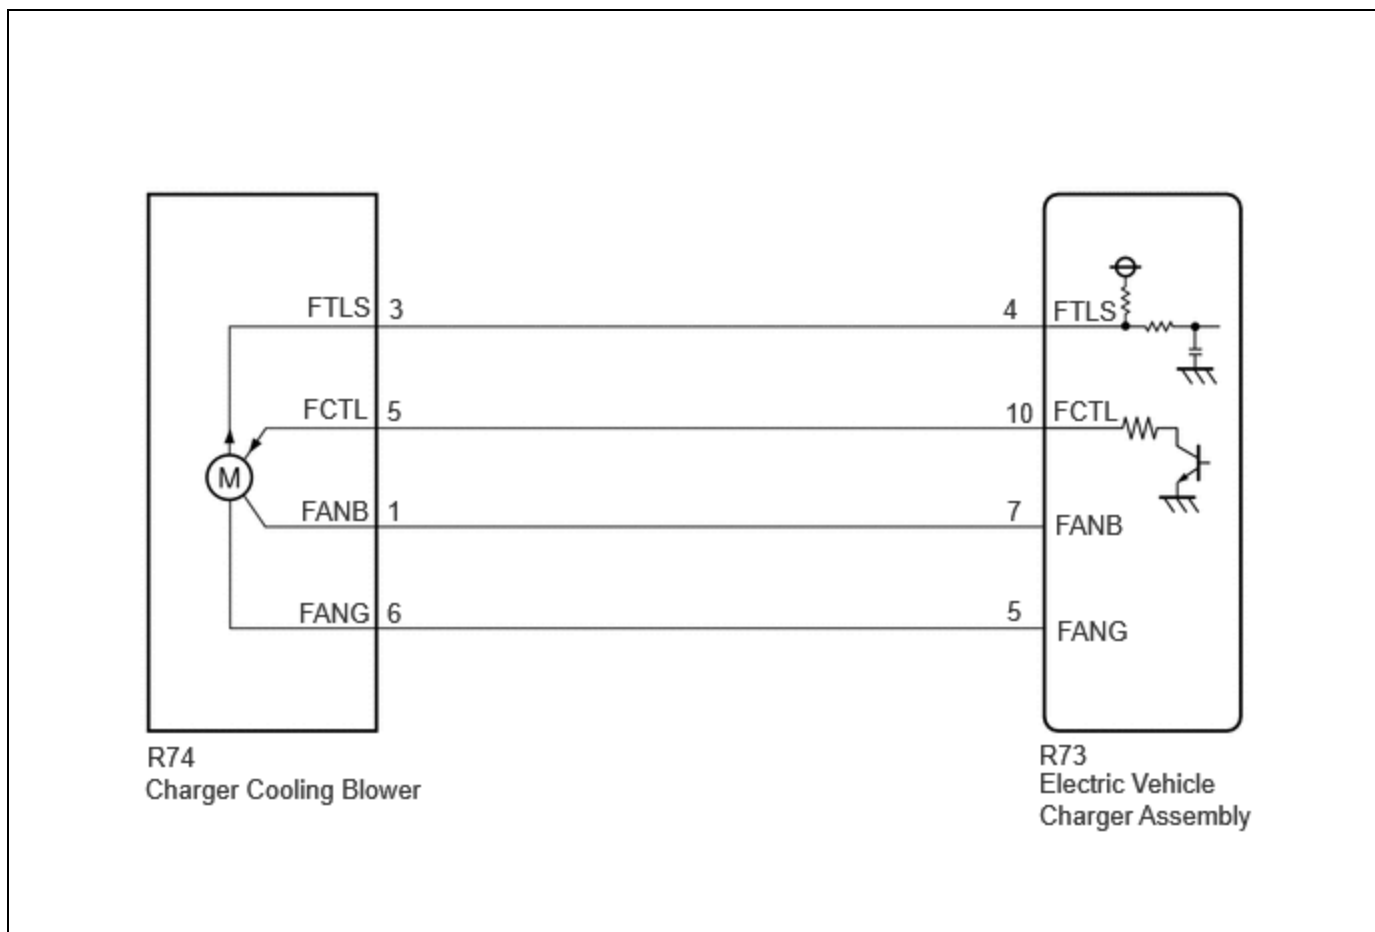 FTLS 3 4 FTLS
FCTL 5 10 FCTL
M
FANB 1 7 FANB
FANG 6 5 FANG
R74
Charger Cooling Blower
R73
Electric Vehicle
Charger Assembly